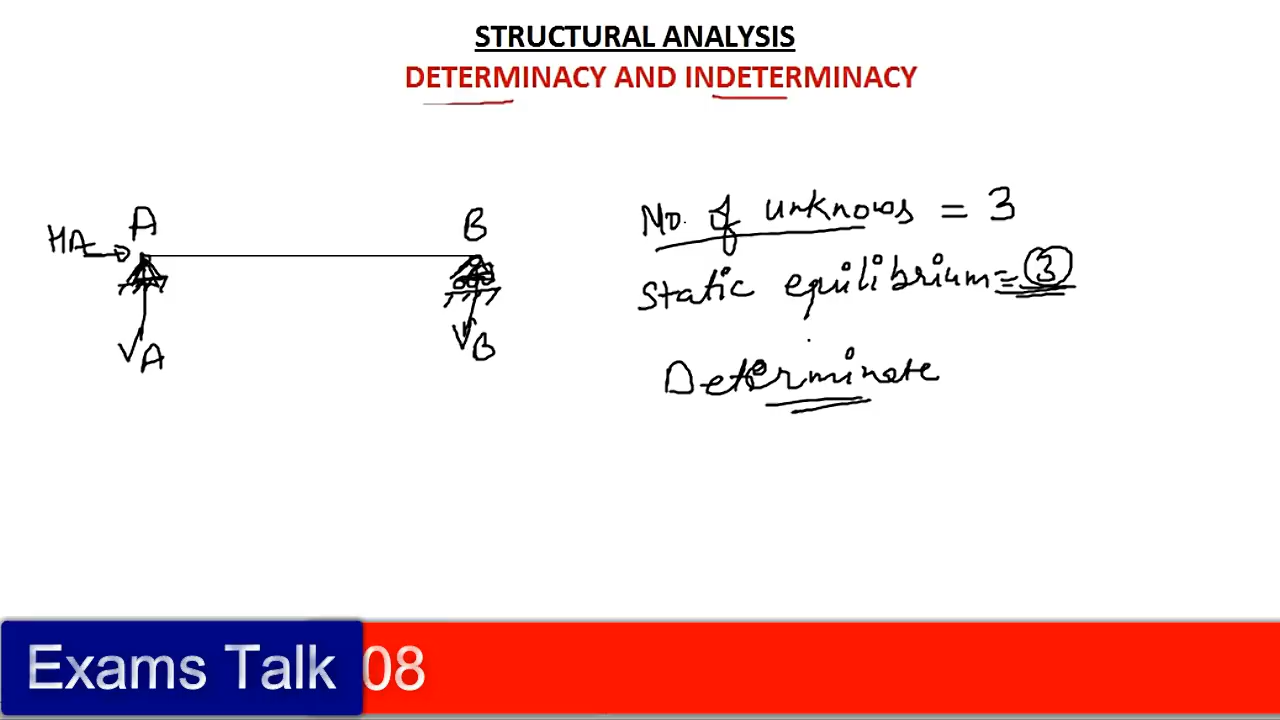 STRUCTURAL ANALYSIS
DETERMINACY AND INDETERMINACY
A
B
HA
VA
VB
No. of unknows = 3
Static equilibrium = 3
Determinate
Exams Talk 08